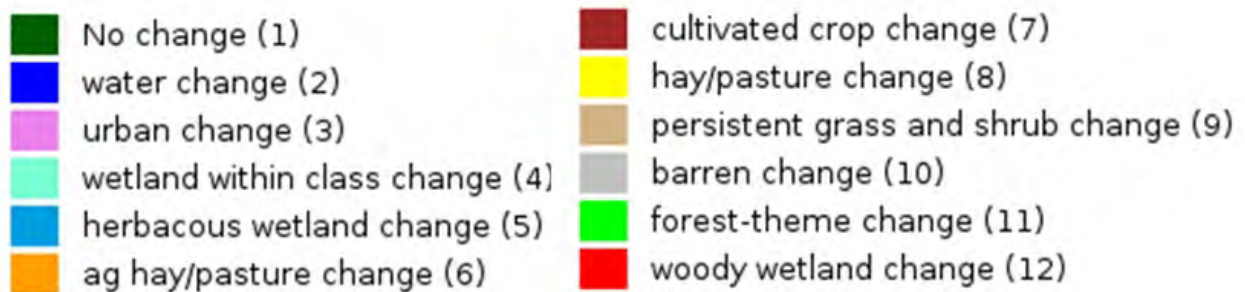 No change (1)
water change (2)
urban change (3)
wetland within class change (4)
herbacous wetland change (5)
ag hay/pasture change (6)
cultivated crop change (7)
hay/pasture change (8)
persistent grass and shrub change (9)
barren change (10)
forest-theme change (11)
woody wetland change (12)